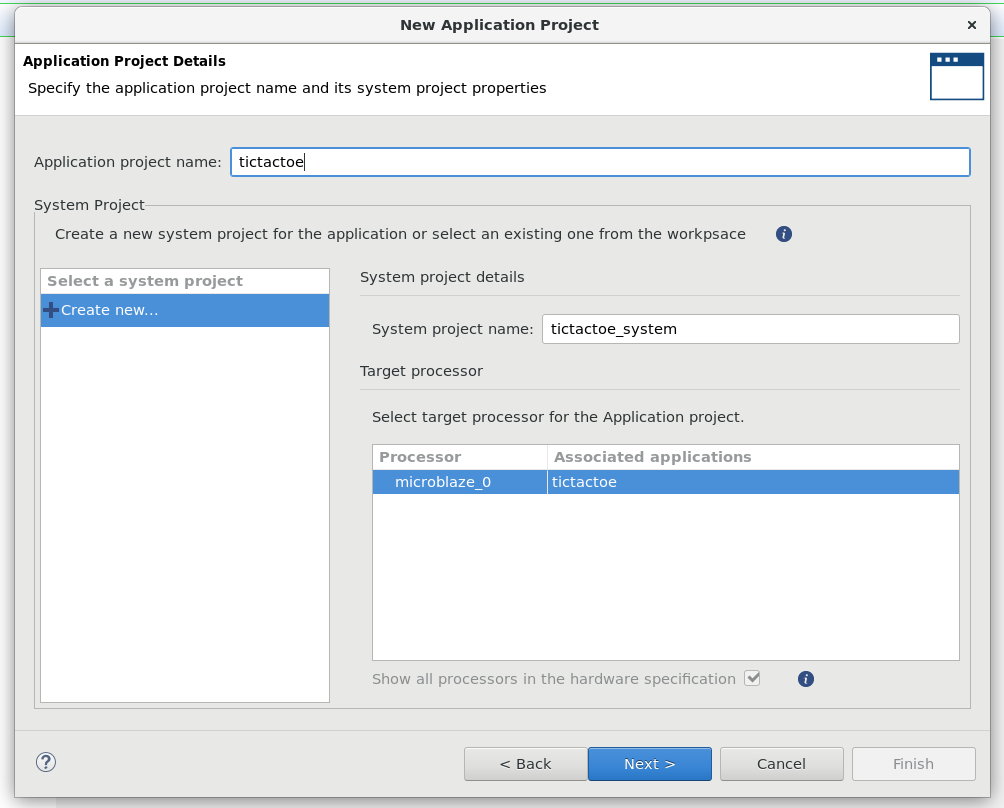 New Application Project ×
Application Project Details
Specify the application project name and its system project properties
Application project name: tictactoe
System Project
Create a new system project for the application or select an existing one from the workpsace i
Select a system project
Create new...
System project details
System project name: tictactoe_system
Target processor
Select target processor for the Application project.
Processor Associated applications
microblaze_0 tictactoe
Show all processors in the hardware specification i
? < Back Next > Cancel Finish